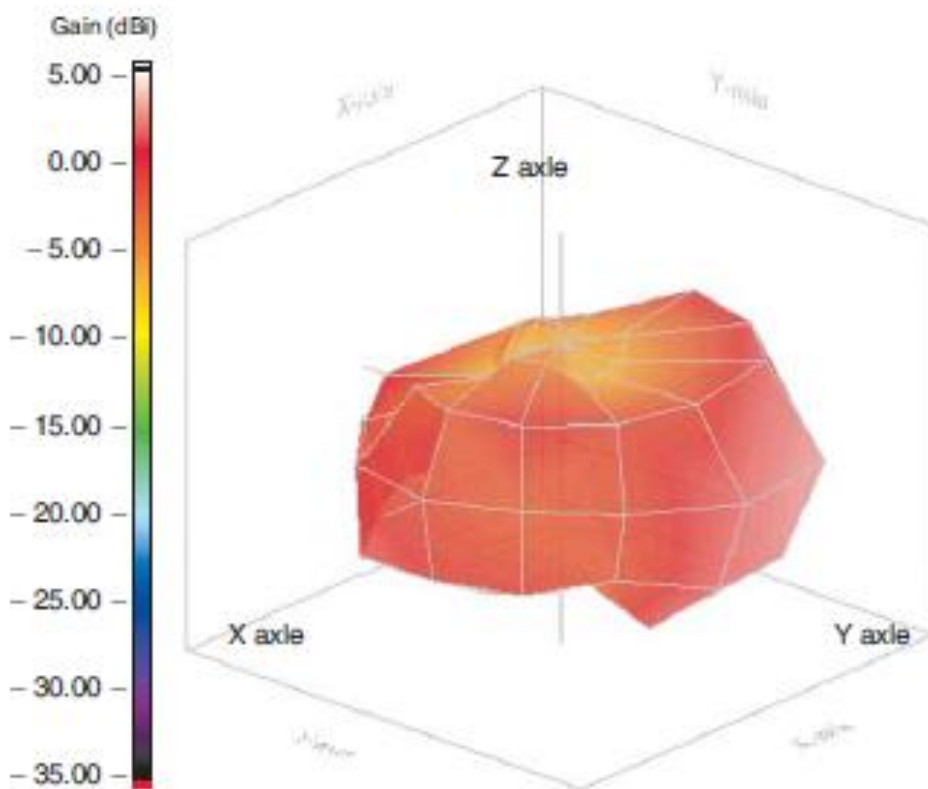 Gain (dBi)
5.00
0.00
– 5.00
– 10.00
– 15.00
– 20.00
– 25.00
– 30.00
– 35.00
Y-axis
Z axle
X axle
Y axle